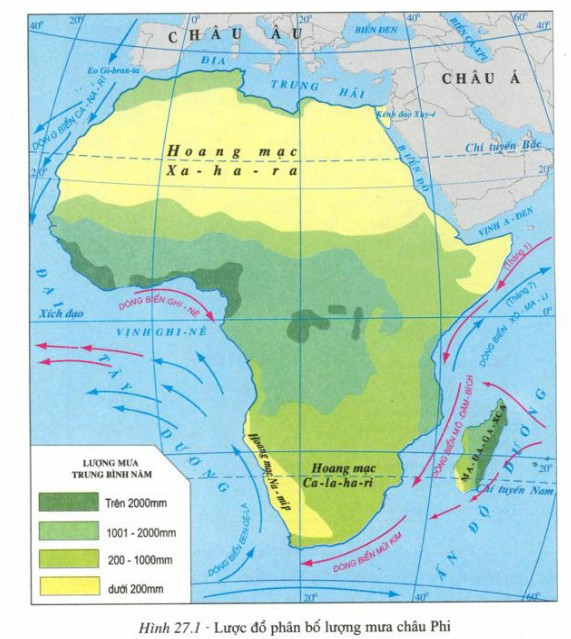 40°
20°
0°
20°
40°
60°
CHÂU ÂU
BIỂN ĐEN
BIỂN CA-XPI
40°
ĐỊA
TRUNG HẢI
Eo Gi-bran-ta
CHÂU Á
DÒNG BIỂN CA-NA-RI
Kênh đào Xuy-ê
Hoang mạc
Xa-ha-ra
Chí tuyến Bắc
20°
BIỂN ĐỎ
20°
VỊNH A-ĐEN
(Tháng 1)
(Tháng 7)
DÒNG BIỂN XÔ-MA-LI
ĐẠI
DÒNG BIỂN GHI-NÊ
Xích đạo
0°
VỊNH GHI-NÊ
TÂY
DƯƠNG
DÒNG BIỂN MÔ-DĂM-BÍCH
MA-ĐA-GA-XCA
DƯƠNG
Hoang mạc Na-mip
Hoang mạc
Ca-la-ha-ri
20°
Chí tuyến Nam
ẤN ĐỘ
DÒNG BIỂN BEN-GÊ-LA
DÒNG BIỂN MŨI KIM
LƯỢNG MƯA
TRUNG BÌNH NĂM
Trên 2000mm
1001 - 2000mm
200 - 1000mm
dưới 200mm
0°
20°
40°
60°
Hình 27.1 - Lược đồ phân bố lượng mưa châu Phi